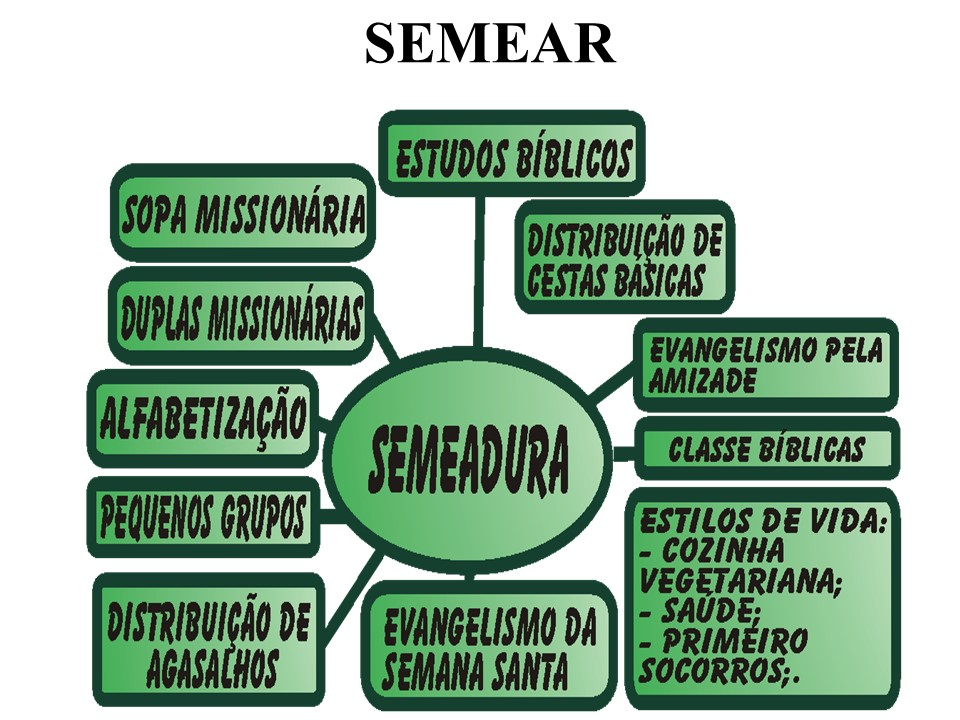 SEMEAR
ESTUDOS BÍBLICOS
SOPA MISSIONÁRIA
DISTRIBUIÇÃO DE
CESTAS BÁSICAS
DUPLAS MISSIONÁRIAS
EVANGELISMO PELA
AMIZADE
ALFABETIZAÇÃO
SEMEADURA
CLASSE BÍBLICAS
PEQUENOS GRUPOS
ESTILOS DE VIDA:
- COZINHA
VEGETARIANA;
- SAÚDE;
- PRIMEIRO
SOCORROS;.
DISTRIBUIÇÃO DE
AGASALHOS
EVANGELISMO DA
SEMANA SANTA